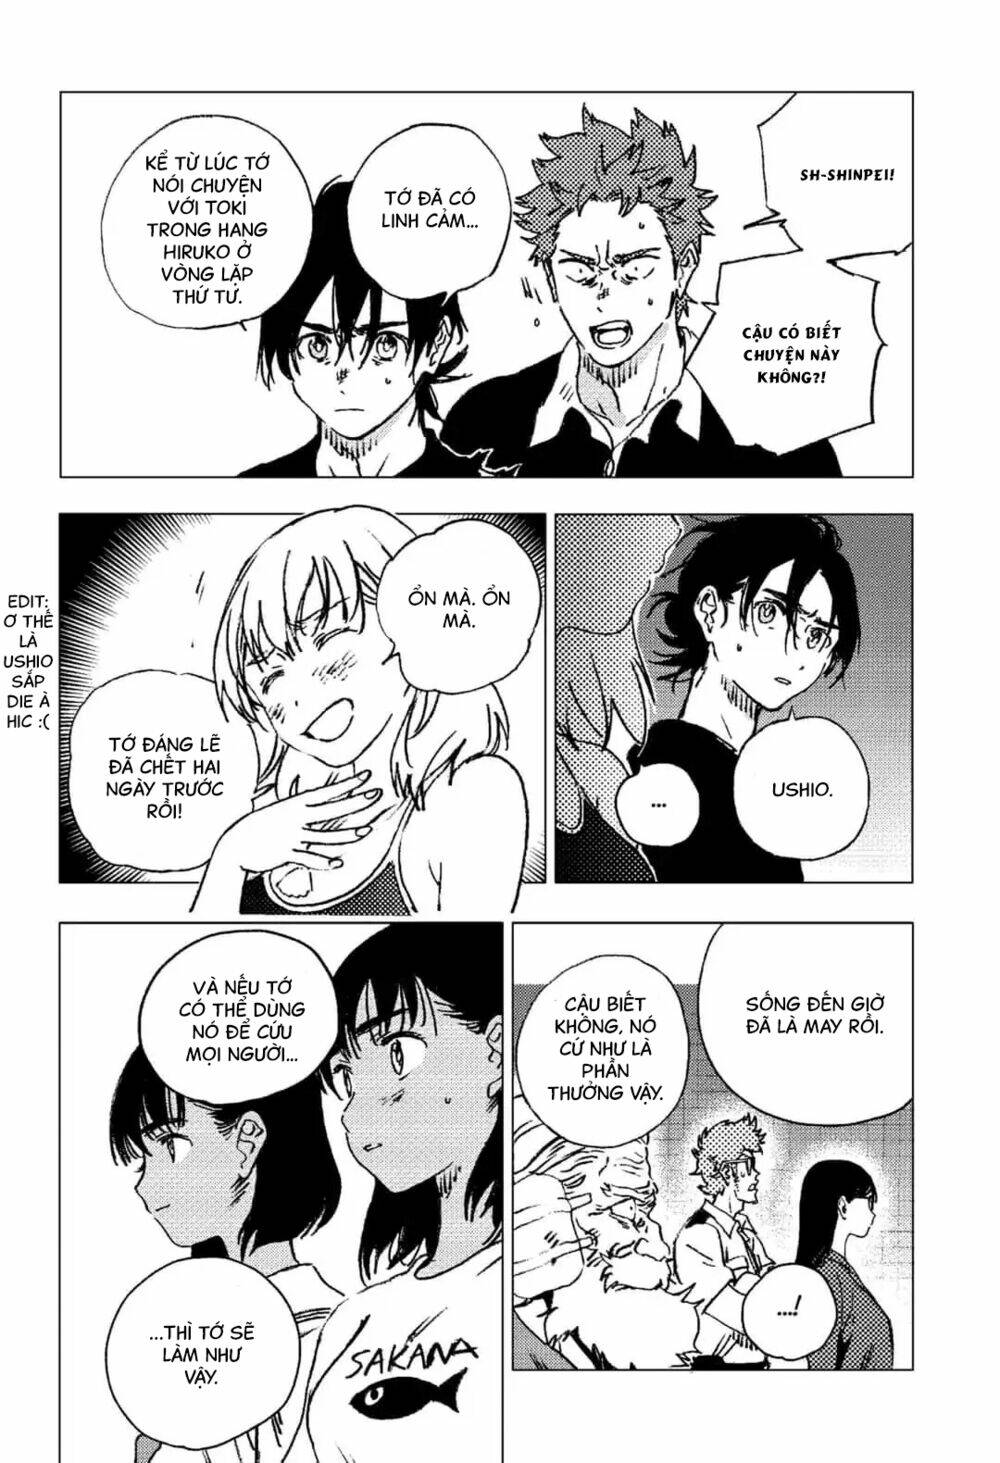 SH-SHINPEI!
CẬU CÓ BIẾT
CHUYỆN NÀY
KHÔNG?!
TỚ ĐÃ CÓ
LINH CẢM...
KỂ TỪ LÚC TỚ
NÓI CHUYỆN
VỚI TOKI
TRONG HANG
HIRUKO Ở
VÒNG LẶP
THỨ TƯ.
USHIO.
...
ỔN MÀ. ỔN
MÀ.
TỚ ĐÁNG LẼ
ĐÃ CHẾT HAI
NGÀY TRƯỚC
RỒI!
EDIT:
Ơ THẾ
LÀ
USHIO
SẮP
DIE À
HIC :(
SỐNG ĐẾN GIỜ
ĐÃ LÀ MAY RỒI.
CẬU BIẾT
KHÔNG, NÓ
CỨ NHƯ LÀ
PHẦN
THƯỞNG VẬY.
....!
VÀ NẾU TỚ
CÓ THỂ DÙNG
NÓ ĐỂ CỨU
MỌI NGƯỜI...
...THÌ TỚ SẼ
LÀM NHƯ
VẬY.
SAKANA